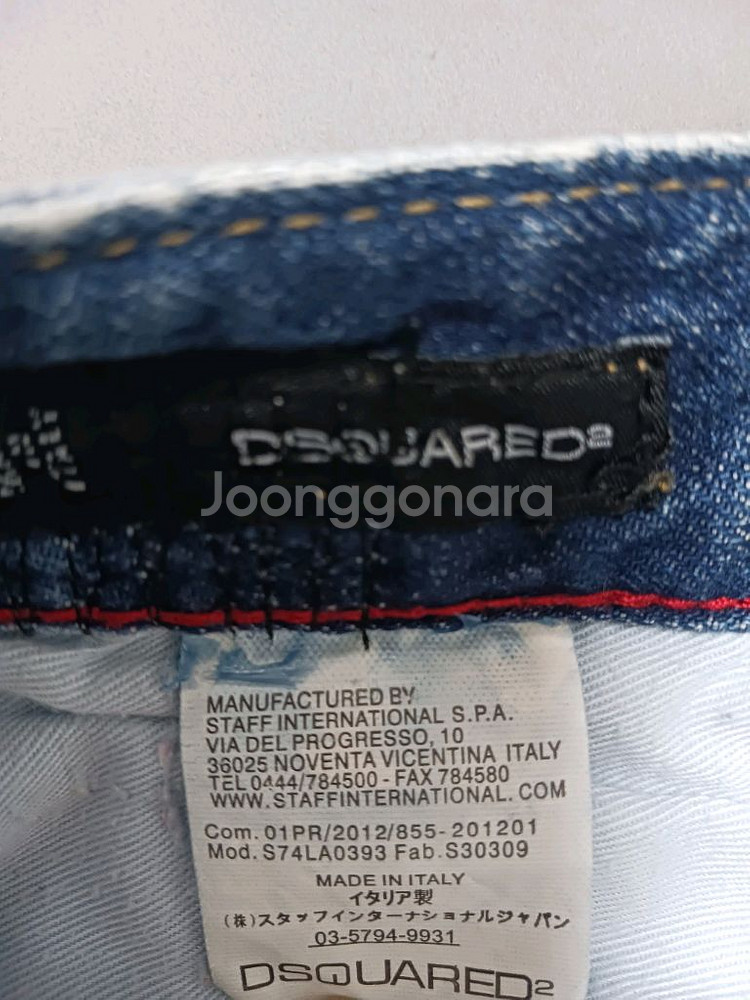 DSQUARED²
Joonggonara
MANUFACTURED BY
STAFF INTERNATIONAL S.P.A.
VIA DEL PROGRESSO, 10
36025 NOVENTA VICENTINA ITALY
TEL 0444/784500 - FAX 784580
WWW.STAFFINTERNATIONAL.COM
Com. 01PR/2012/855-201201
Mod. S74LA0393 Fab. S30309
MADE IN ITALY
イタリア製
(株)スタッフインターナショナルジャパン
03-5794-9931
DSQUARED2